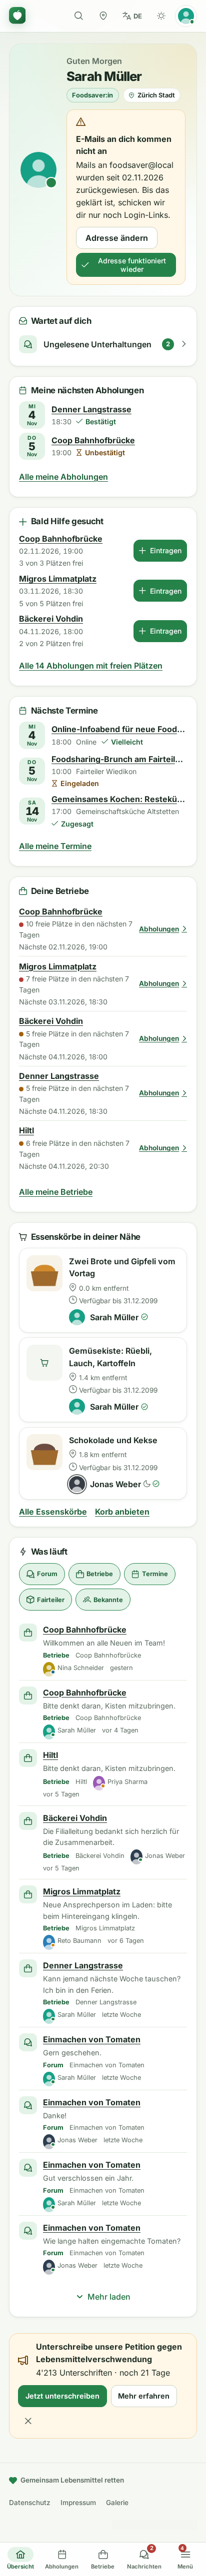 DE
Guten Morgen
Sarah Müller
Foodsaver:in
Zürich Stadt
E-Mails an dich kommen
nicht an
Mails an foodsaver@local
wurden seit 02.11.2026
zurückgewiesen. Bis das
geklärt ist, schicken wir
dir nur noch Login-Links.
Adresse ändern
Adresse funktioniert
wieder
Wartet auf dich
Ungelesene Unterhaltungen
2
Meine nächsten Abholungen
MI
4
Nov
Denner Langstrasse
18:30 Bestätigt
DO
5
Nov
Coop Bahnhofbrücke
19:00 Unbestätigt
Alle meine Abholungen
Bald Hilfe gesucht
Coop Bahnhofbrücke
02.11.2026, 19:00
3 von 3 Plätzen frei
Eintragen
Migros Limmatplatz
03.11.2026, 18:30
5 von 5 Plätzen frei
Eintragen
Bäckerei Vohdin
04.11.2026, 18:00
2 von 2 Plätzen frei
Eintragen
Alle 14 Abholungen mit freien Plätzen
Nächste Termine
MI
4
Nov
Online-Infoabend für neue Food...
18:00 Online Vielleicht
DO
5
Nov
Foodsharing-Brunch am Fairteil...
10:00 Fairteiler Wiedikon
Eingeladen
SA
14
Nov
Gemeinsames Kochen: Restekü...
17:00 Gemeinschaftsküche Altstetten
Zugesagt
Alle meine Termine
Deine Betriebe
Coop Bahnhofbrücke
10 freie Plätze in den nächsten 7
Tagen
Nächste 02.11.2026, 19:00
Abholungen
Migros Limmatplatz
7 freie Plätze in den nächsten 7
Tagen
Nächste 03.11.2026, 18:30
Abholungen
Bäckerei Vohdin
5 freie Plätze in den nächsten 7
Tagen
Nächste 04.11.2026, 18:00
Abholungen
Denner Langstrasse
5 freie Plätze in den nächsten 7
Tagen
Nächste 04.11.2026, 18:30
Abholungen
Hiltl
6 freie Plätze in den nächsten 7
Tagen
Nächste 04.11.2026, 20:30
Abholungen
Alle meine Betriebe
Essenskörbe in deiner Nähe
Zwei Brote und Gipfeli vom
Vortag
0.0 km entfernt
Verfügbar bis 31.12.2099
Sarah Müller
Gemüsekiste: Rüebli,
Lauch, Kartoffeln
1.4 km entfernt
Verfügbar bis 31.12.2099
Sarah Müller
Schokolade und Kekse
1.8 km entfernt
Verfügbar bis 31.12.2099
Jonas Weber
Alle Essenskörbe Korb anbieten
Was läuft
Forum
Betriebe
Termine
Fairteiler
Bekannte
Coop Bahnhofbrücke
Willkommen an alle Neuen im Team!
Betriebe Coop Bahnhofbrücke
Nina Schneider gestern
Coop Bahnhofbrücke
Bitte denkt daran, Kisten mitzubringen.
Betriebe Coop Bahnhofbrücke
Sarah Müller vor 4 Tagen
Hiltl
Bitte denkt daran, Kisten mitzubringen.
Betriebe Hiltl Priya Sharma
vor 5 Tagen
Bäckerei Vohdin
Die Filialleitung bedankt sich herzlich für
die Zusammenarbeit.
Betriebe Bäckerei Vohdin Jonas Weber
vor 5 Tagen
Migros Limmatplatz
Neue Ansprechperson im Laden: bitte
beim Hintereingang klingeln.
Betriebe Migros Limmatplatz
Reto Baumann vor 6 Tagen
Denner Langstrasse
Kann jemand nächste Woche tauschen?
Ich bin in den Ferien.
Betriebe Denner Langstrasse
Sarah Müller letzte Woche
Einmachen von Tomaten
Gern geschehen.
Forum Einmachen von Tomaten
Sarah Müller letzte Woche
Einmachen von Tomaten
Danke!
Forum Einmachen von Tomaten
Jonas Weber letzte Woche
Einmachen von Tomaten
Gut verschlossen ein Jahr.
Forum Einmachen von Tomaten
Sarah Müller letzte Woche
Einmachen von Tomaten
Wie lange halten eingemachte Tomaten?
Forum Einmachen von Tomaten
Jonas Weber letzte Woche
Mehr laden
Unterschreibe unsere Petition gegen
Lebensmittelverschwendung
4'213 Unterschriften · noch 21 Tage
Jetzt unterschreiben
Mehr erfahren
Gemeinsam Lebensmittel retten
Datenschutz Impressum Galerie
Übersicht
Abholungen
Betriebe
2
Nachrichten
4
Menü